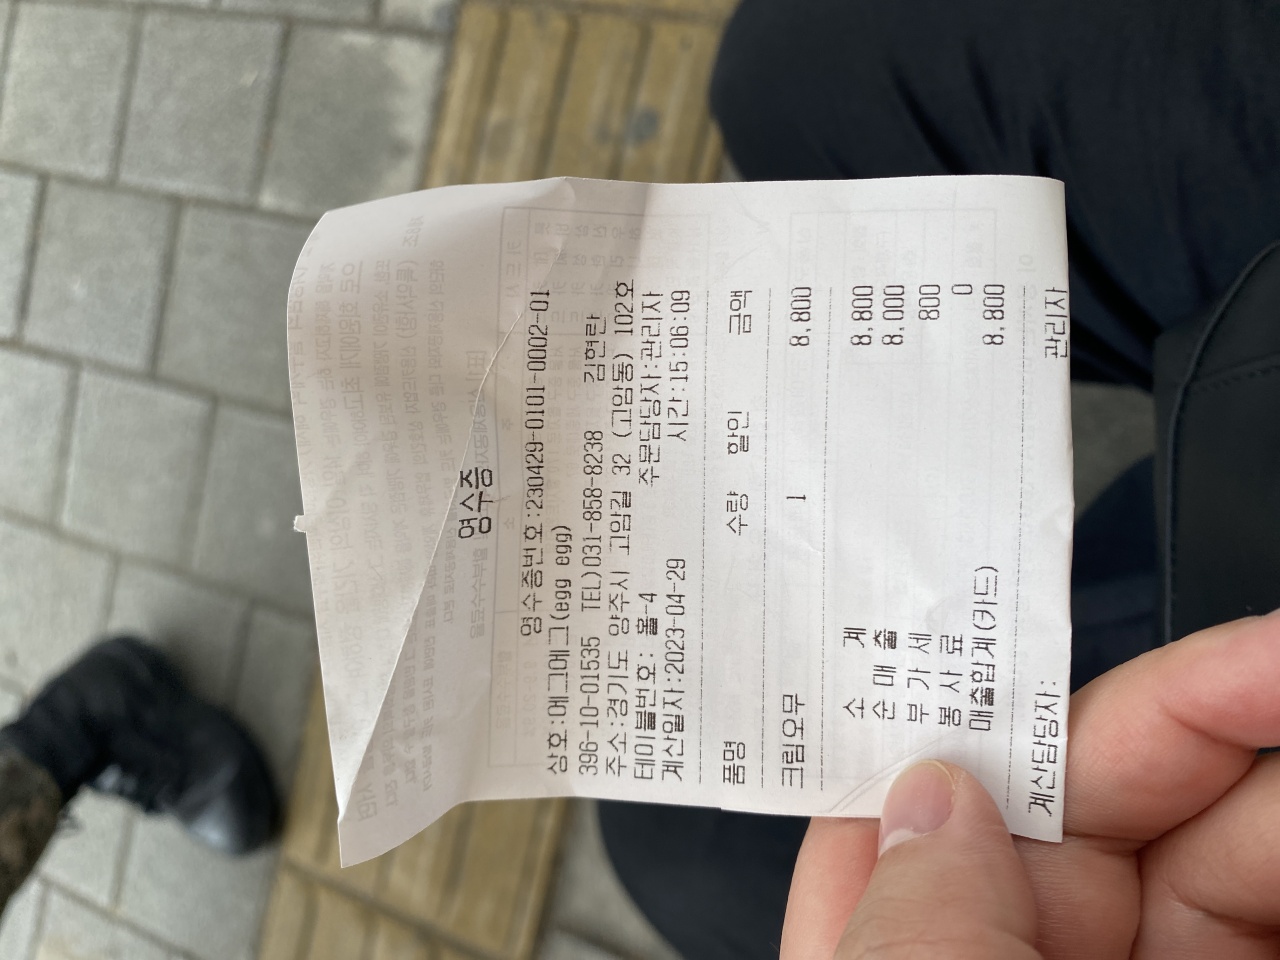 영수증
영수증번호:230429-0101-0002-01
상호:에그에그(egg egg)
396-10-01535 TEL)031-858-8238 김현란
주소:경기도 양주시 고암길 32 (고암동) 102호
테이블번호: 홀-4 주문담당자:관리자
계산일자:2023-04-29 시간:15:06:09
품명 수량 할인 금액
크림오무 1 8,800
소 계 8,800
순 매 출 8,000
부 가 세 800
봉 사 료 0
매출합계(카드) 8,800
계산담당자: 관리자